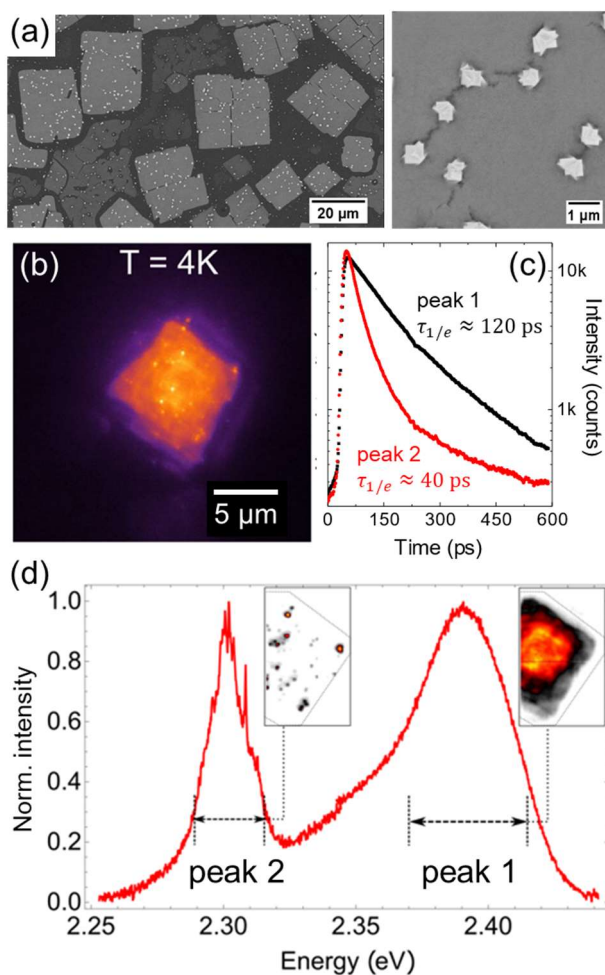 (a)
20 µm
1 µm
(b)
T = 4K
5 µm
(c)
peak 1
τ1/e ≈ 120 ps
peak 2
τ1/e ≈ 40 ps
10k
1k
Intensity (counts)
0 150 300 450 600
Time (ps)
(d)
1.0
0.8
0.6
0.4
0.2
0.0
Norm. intensity
peak 2
peak 1
2.25 2.30 2.35 2.40
Energy (eV)